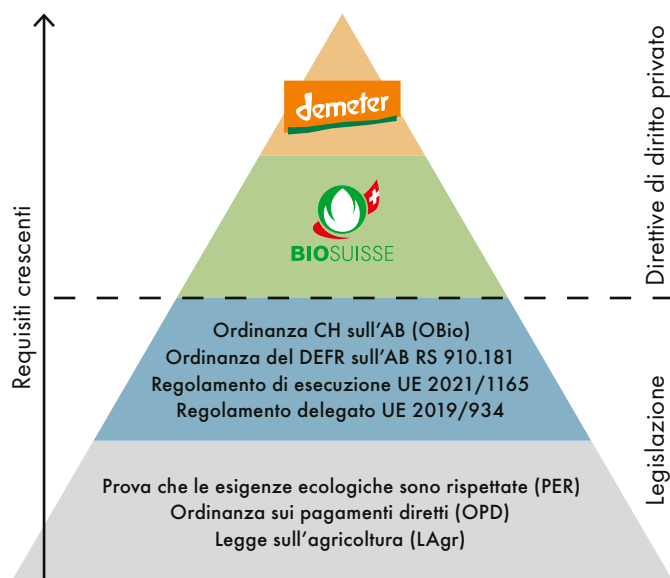 demeter
BIOSUISSE
Ordinanza CH sull’AB (OBio)
Ordinanza del DEFR sull’AB RS 910.181
Regolamento di esecuzione UE 2021/1165
Regolamento delegato UE 2019/934
Prova che le esigenze ecologiche sono rispettate (PER)
Ordinanza sui pagamenti diretti (OPD)
Legge sull’agricoltura (LAgr)
Requisiti crescenti
Direttive di diritto privato
Legislazione